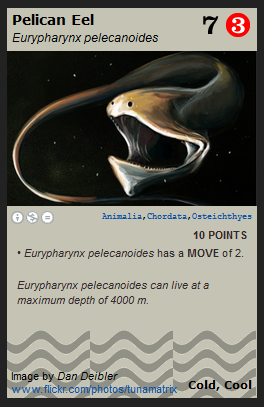 Pelican Eel
7 3
Eurypharynx pelecanoides
Animalia,Chordata,Osteichthyes
10 POINTS
• Eurypharynx pelecanoides has a MOVE of 2.
Eurypharynx pelecanoides can live at a
maximum depth of 4000 m.
Image by Dan Deibler
www.flickr.com/photos/tunamatrix
Cold, Cool